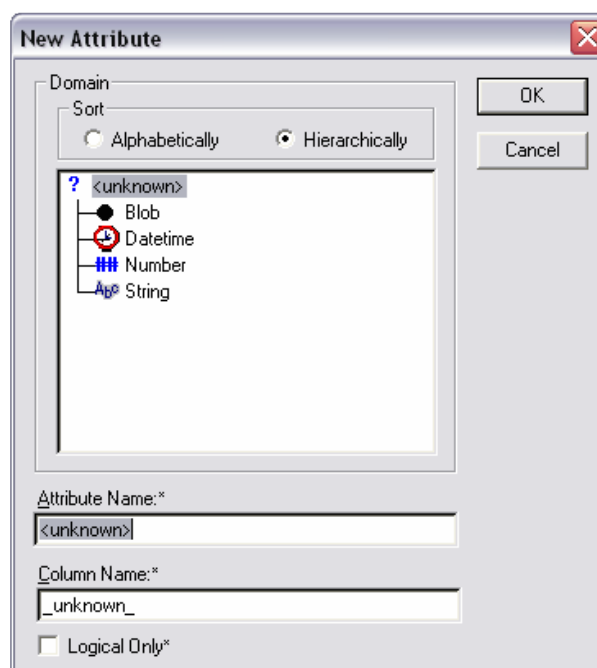 New Attribute
Domain
Sort
Alphabetically Hierarchically
OK
Cancel
? <unknown>
Blob
Datetime
Number
Abc String
Attribute Name:*
<unknown>
Column Name:*
_unknown_
Logical Only*